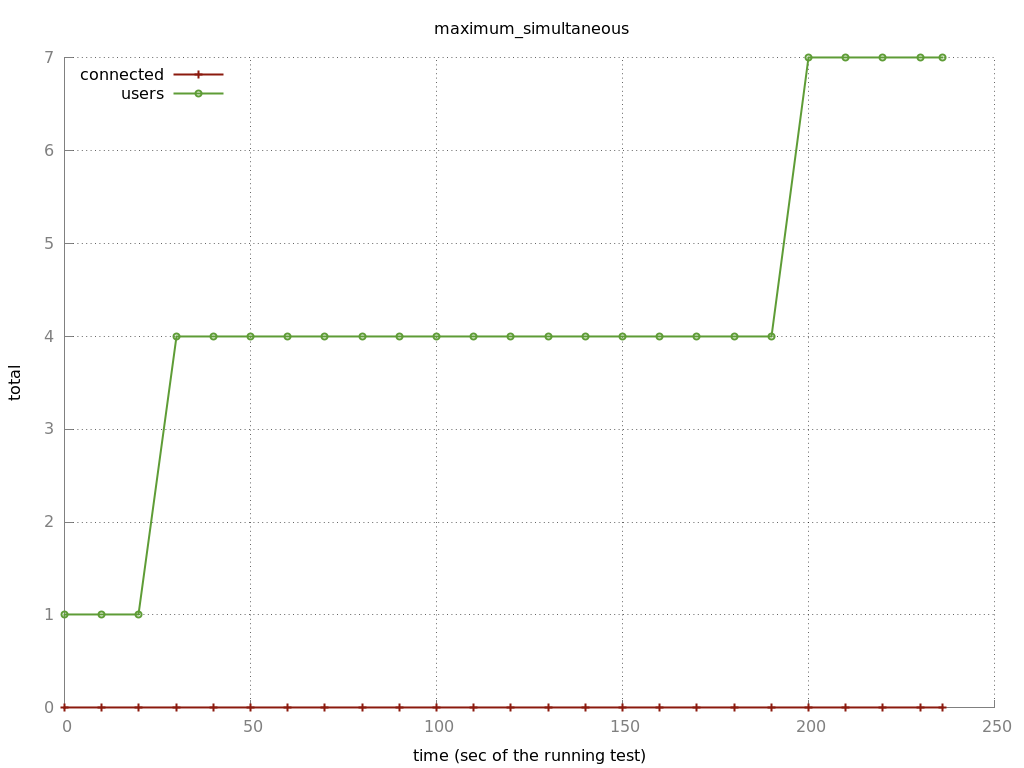 maximum_simultaneous
7
connected
users
6
5
4
total
3
2
1
0
0 50 100 150 200 250
time (sec of the running test)